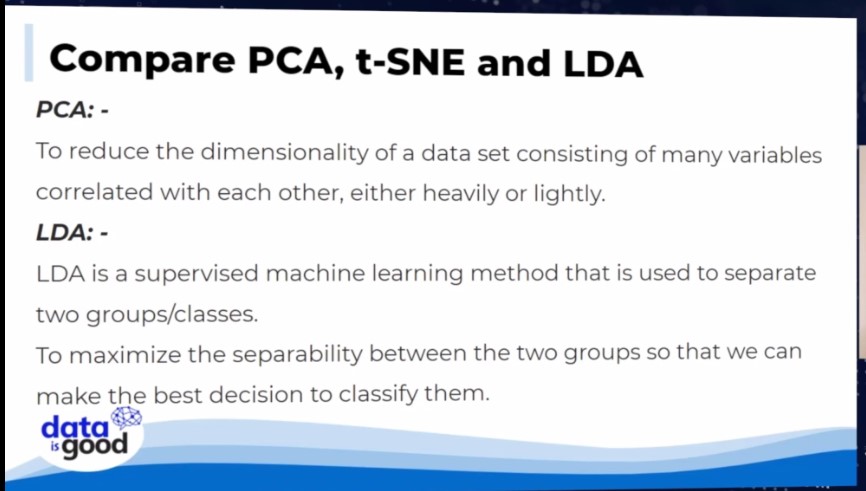 Compare PCA, t-SNE and LDA
PCA: -
To reduce the dimensionality of a data set consisting of many variables
correlated with each other, either heavily or lightly.
LDA: -
LDA is a supervised machine learning method that is used to separate
two groups/classes.
To maximize the separability between the two groups so that we can
make the best decision to classify them.
data
is good